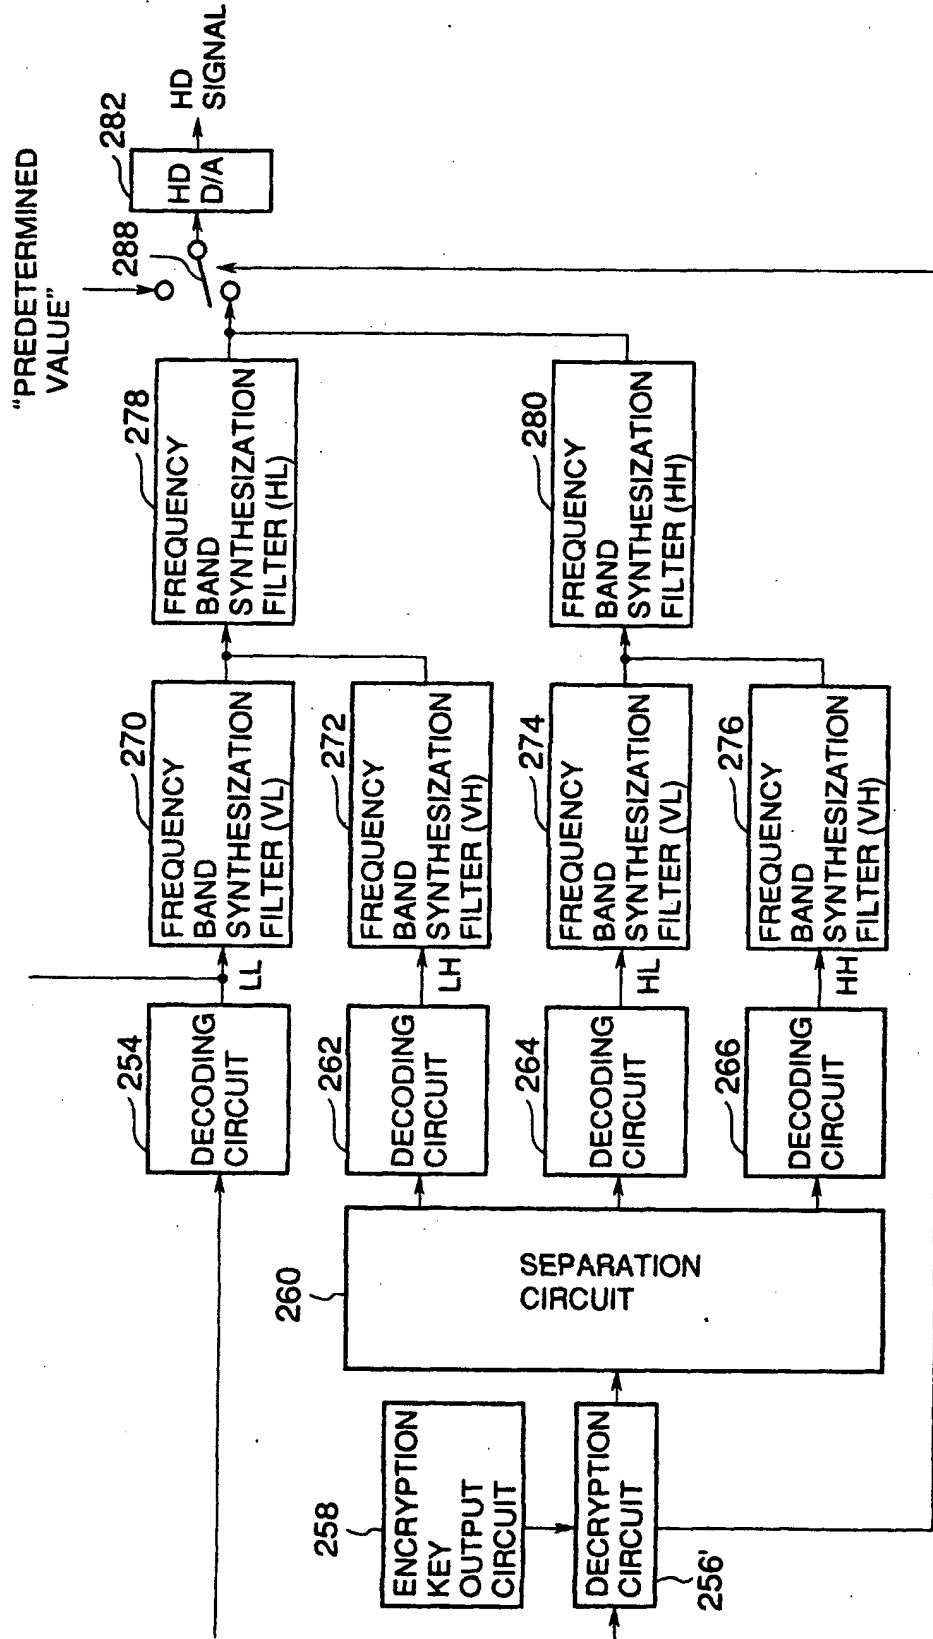 "PREDETERMINED
VALUE"
288
282
HD
D/A
HD
SIGNAL
254
DECODING
CIRCUIT
LL
270
FREQUENCY
BAND
SYNTHESIZATION
FILTER (VL)
278
FREQUENCY
BAND
SYNTHESIZATION
FILTER (HL)
262
DECODING
CIRCUIT
LH
272
FREQUENCY
BAND
SYNTHESIZATION
FILTER (VH)
264
DECODING
CIRCUIT
HL
274
FREQUENCY
BAND
SYNTHESIZATION
FILTER (VL)
280
FREQUENCY
BAND
SYNTHESIZATION
FILTER (HH)
266
DECODING
CIRCUIT
HH
276
FREQUENCY
BAND
SYNTHESIZATION
FILTER (VH)
260
SEPARATION
CIRCUIT
258
ENCRYPTION
KEY
OUTPUT
CIRCUIT
DECRYPTION
CIRCUIT
256'